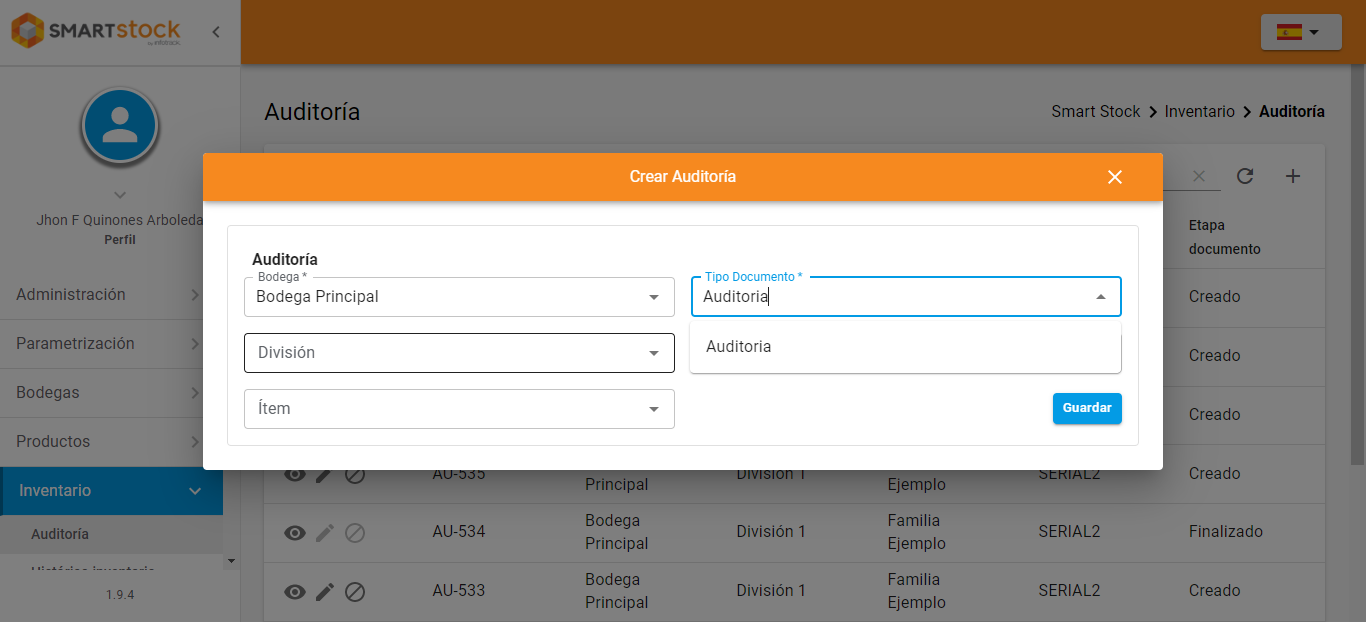 SMARTstock
Auditoría
Smart Stock > Inventario > Auditoría
Jhon F Quinones Arboleda
Perfil
Administración
Parametrización
Bodegas
Productos
Inventario
Auditoría
1.9.4
Crear Auditoría
Auditoría
Bodega *
Bodega Principal
Tipo Documento *
Auditoria
Auditoria
División
Ítem
Guardar
Etapa
documento
Creado
Creado
Creado
AU-535
Principal
División 1
Ejemplo
SERIAL2
Creado
AU-534
Bodega
Principal
División 1
Familia
Ejemplo
SERIAL2
Finalizado
AU-533
Bodega
Principal
División 1
Familia
Ejemplo
SERIAL2
Creado